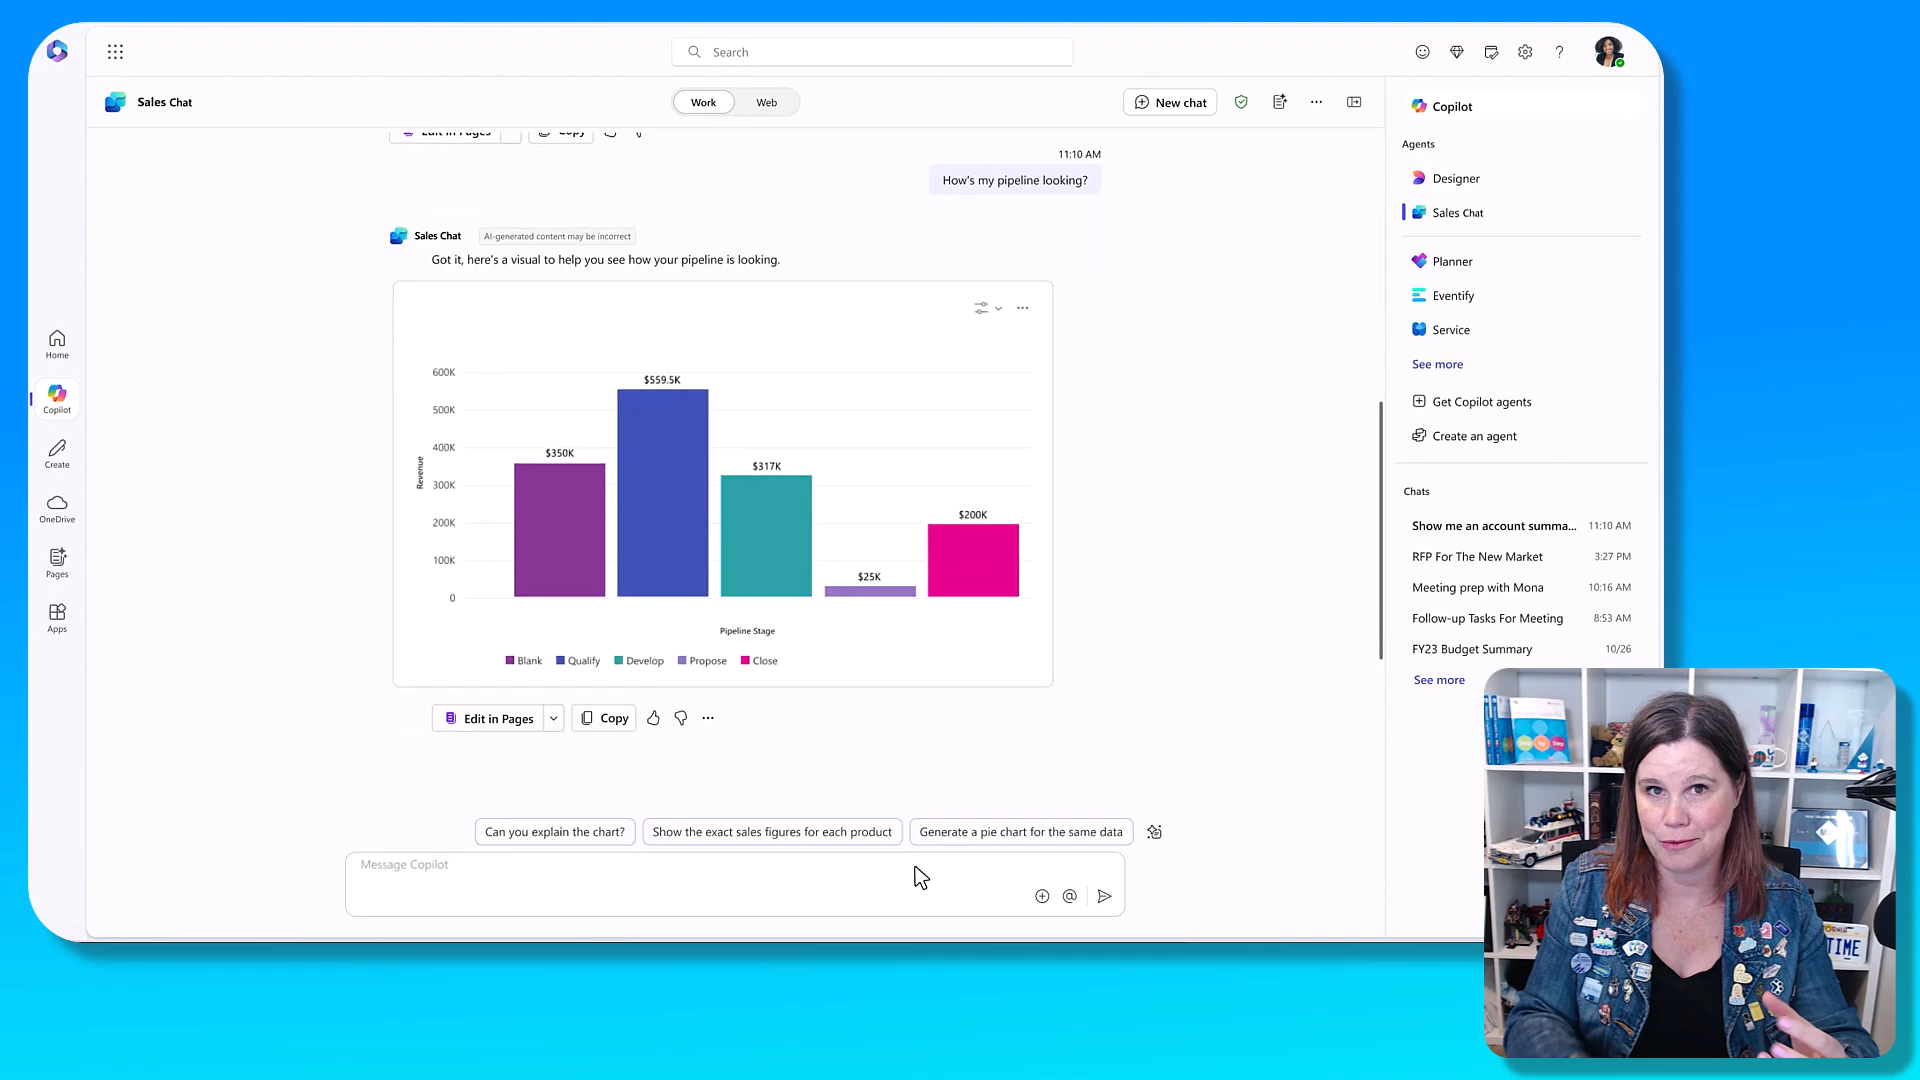 Search
Sales Chat
Work
Web
New chat
Edit in Pages
Copy
11:10 AM
How's my pipeline looking?
Sales Chat
AI-generated content may be incorrect
Got it, here's a visual to help you see how your pipeline is looking.
600K
500K
400K
300K
200K
100K
0
Revenue
$350K
$559.5K
$317K
$25K
$200K
Pipeline Stage
Blank
Qualify
Develop
Propose
Close
Edit in Pages
Copy
Can you explain the chart?
Show the exact sales figures for each product
Generate a pie chart for the same data
Message Copilot
Home
Copilot
Create
OneDrive
Pages
Apps
Copilot
Agents
Designer
Sales Chat
Planner
Eventify
Service
See more
Get Copilot agents
Create an agent
Chats
Show me an account summa... 11:10 AM
RFP For The New Market 3:27 PM
Meeting prep with Mona 10:16 AM
Follow-up Tasks For Meeting 8:53 AM
FY23 Budget Summary 10/26
See more
TIME